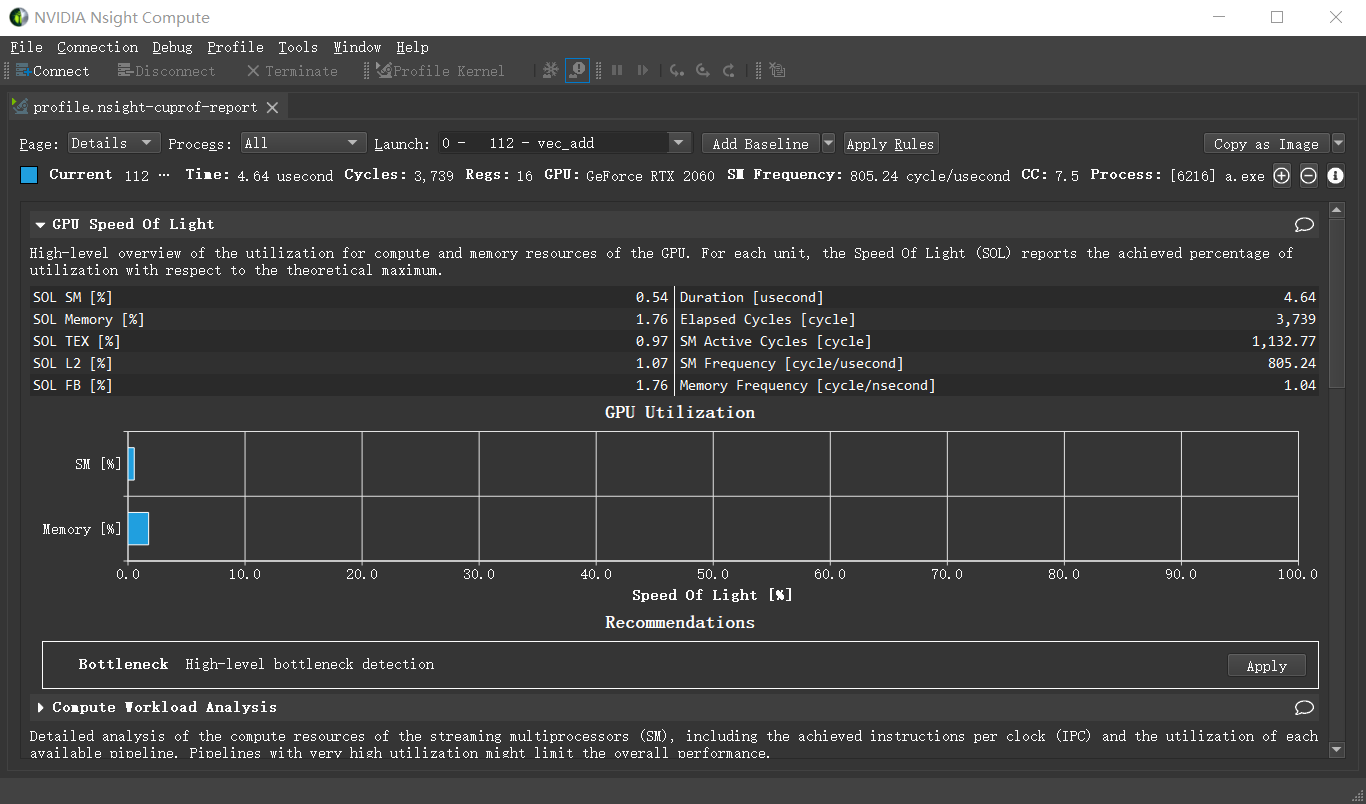 NVIDIA Nsight Compute
File Connection Debug Profile Tools Window Help
Connect Disconnect Terminate Profile Kernel
profile.nsight-cuprof-report
Page: Details Process: All Launch: 0 - 112 - vec_add Add Baseline Apply Rules Copy as Image
Current 112 ... Time: 4.64 usecond Cycles: 3,739 Regs: 16 GPU: GeForce RTX 2060 SM Frequency: 805.24 cycle/usecond CC: 7.5 Process: [6216] a.exe
GPU Speed Of Light
High-level overview of the utilization for compute and memory resources of the GPU. For each unit, the Speed Of Light (SOL) reports the achieved percentage of
utilization with respect to the theoretical maximum.
SOL SM [%] 0.54 Duration [usecond] 4.64
SOL Memory [%] 1.76 Elapsed Cycles [cycle] 3,739
SOL TEX [%] 0.97 SM Active Cycles [cycle] 1,132.77
SOL L2 [%] 1.07 SM Frequency [cycle/usecond] 805.24
SOL FB [%] 1.76 Memory Frequency [cycle/nsecond] 1.04
GPU Utilization
SM [%]
Memory [%]
0.0 10.0 20.0 30.0 40.0 50.0 60.0 70.0 80.0 90.0 100.0
Speed Of Light [%]
Recommendations
Bottleneck High-level bottleneck detection Apply
Compute Workload Analysis
Detailed analysis of the compute resources of the streaming multiprocessors (SM), including the achieved instructions per clock (IPC) and the utilization of each
available pipeline. Pipelines with very high utilization might limit the overall performance.